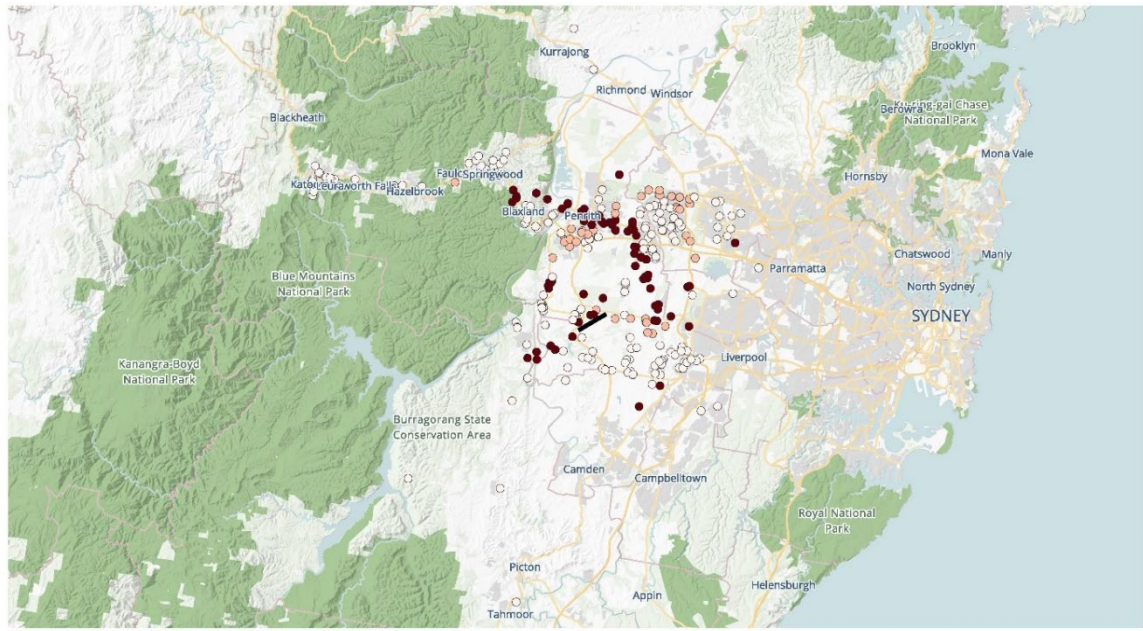 Brooklyn
Kurrajong
Richmond
Windsor
Berowra
Ku-ring-gai Chase
National Park
Blackheath
Mona Vale
Springwood
Hornsby
Hazelbrook
Blaxland
Penrith
Chatswood
Manly
Parramatta
Blue Mountains
National Park
North Sydney
SYDNEY
Liverpool
Kanangra-Boyd
National Park
Burragorang State
Conservation Area
Camden
Campbelltown
Royal National
Park
Picton
Helensburgh
Appin
Tahmoor